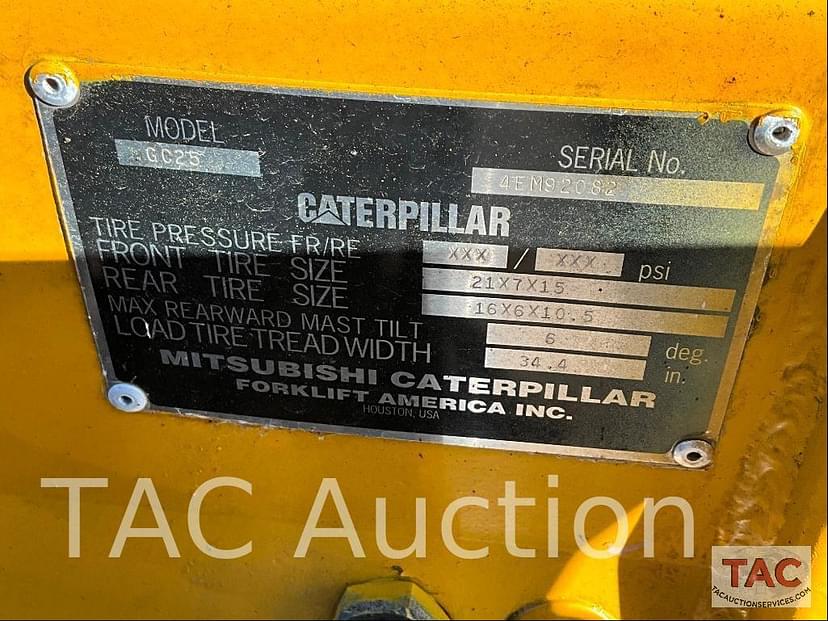 MODEL
GC25
SERIAL No.
4EM92082
CATERPILLAR
TIRE PRESSURE FR/RE XXX / XXX psi
FRONT TIRE SIZE 21X7X15
REAR TIRE SIZE 16X6X10.5
MAX REARWARD MAST TILT 6 deg.
LOAD TIRE TREAD WIDTH 34.4 in.
MITSUBISHI CATERPILLAR
FORKLIFT AMERICA INC.
HOUSTON, USA
TAC Auction
TAC
TACAUCTIONSERVICES.COM